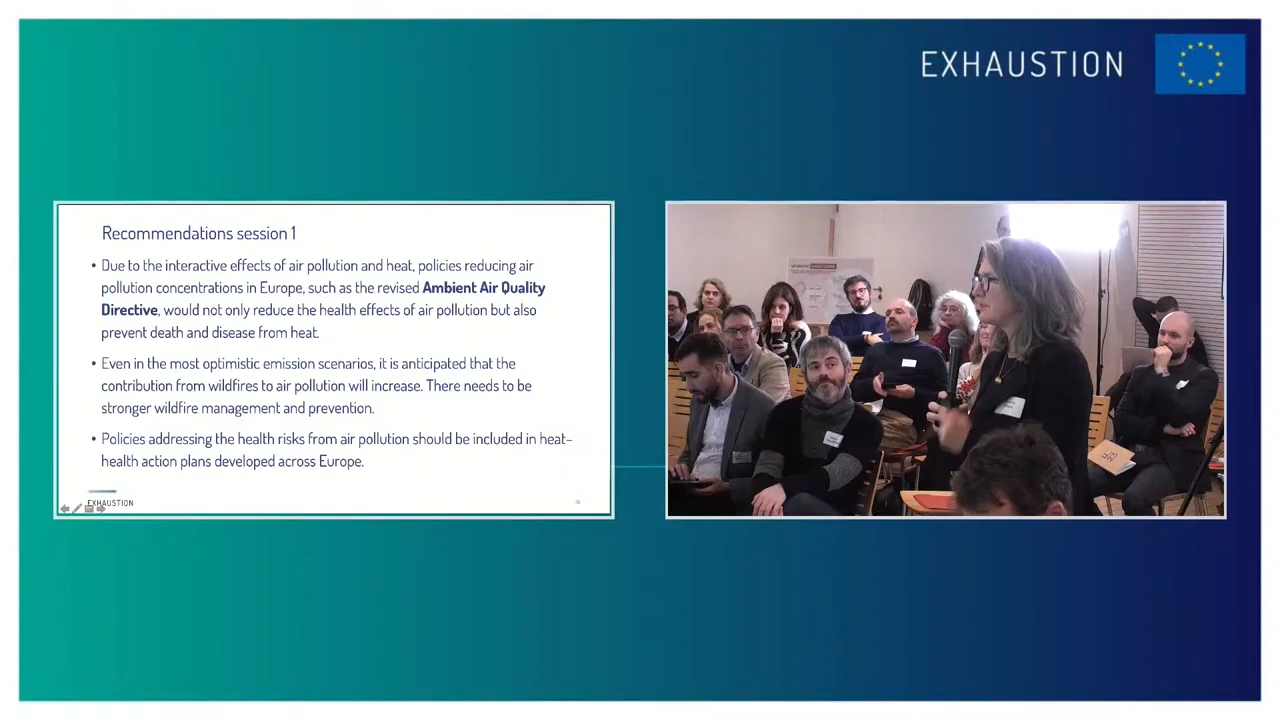 EXHAUSTION
Recommendations session 1
• Due to the interactive effects of air pollution and heat, policies reducing air
pollution concentrations in Europe, such as the revised Ambient Air Quality
Directive, would not only reduce the health effects of air pollution but also
prevent death and disease from heat.
• Even in the most optimistic emission scenarios, it is anticipated that the
contribution from wildfires to air pollution will increase. There needs to be
stronger wildfire management and prevention.
• Policies addressing the health risks from air pollution should be included in heat-
health action plans developed across Europe.
EXHAUSTION